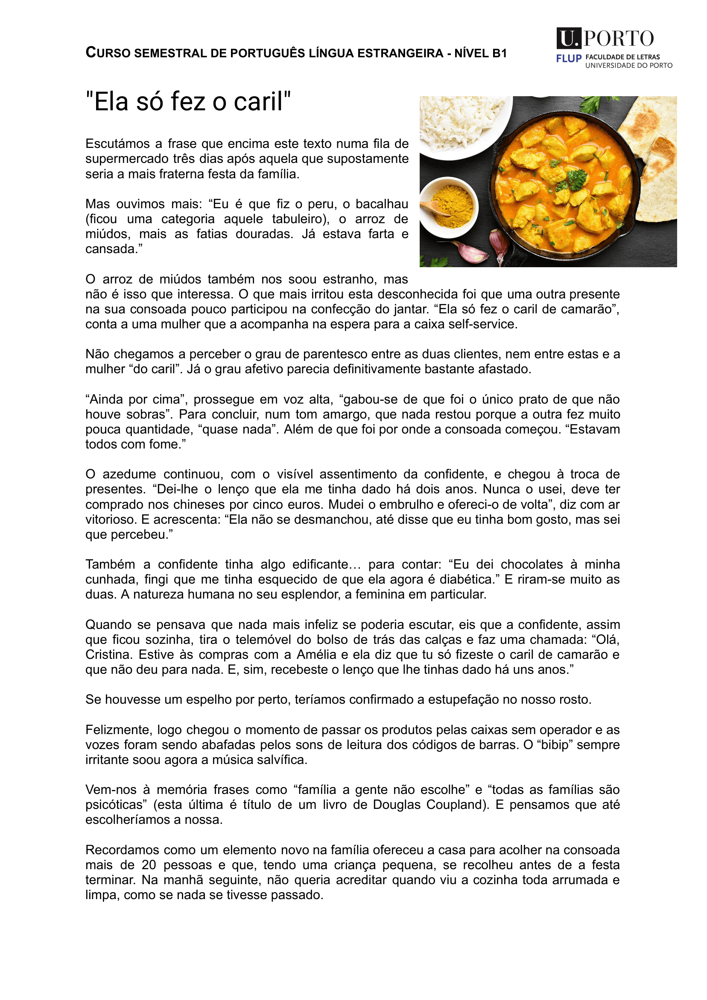 CURSO SEMESTRAL DE PORTUGUÊS LÍNGUA ESTRANGEIRA - NÍVEL B1
U.PORTO
FLUP FACULDADE DE LETRAS
UNIVERSIDADE DO PORTO
"Ela só fez o caril"
Escutámos a frase que encima este texto numa fila de
supermercado três dias após aquela que supostamente
seria a mais fraterna festa da família.
Mas ouvimos mais: “Eu é que fiz o peru, o bacalhau
(ficou uma categoria aquele tabuleiro), o arroz de
miúdos, mais as fatias douradas. Já estava farta e
cansada.”
O arroz de miúdos também nos soou estranho, mas
não é isso que interessa. O que mais irritou esta desconhecida foi que uma outra presente
na sua consoada pouco participou na confecção do jantar. “Ela só fez o caril de camarão”,
conta a uma mulher que a acompanha na espera para a caixa self-service.
Não chegamos a perceber o grau de parentesco entre as duas clientes, nem entre estas e a
mulher “do caril”. Já o grau afetivo parecia definitivamente bastante afastado.
“Ainda por cima”, prossegue em voz alta, “gabou-se de que foi o único prato de que não
houve sobras”. Para concluir, num tom amargo, que nada restou porque a outra fez muito
pouca quantidade, “quase nada”. Além de que foi por onde a consoada começou. “Estavam
todos com fome.”
O azedume continuou, com o visível assentimento da confidente, e chegou à troca de
presentes. “Dei-lhe o lenço que ela me tinha dado há dois anos. Nunca o usei, deve ter
comprado nos chineses por cinco euros. Mudei o embrulho e ofereci-o de volta”, diz com ar
vitorioso. E acrescenta: “Ela não se desmanchou, até disse que eu tinha bom gosto, mas sei
que percebeu.”
Também a confidente tinha algo edificante… para contar: “Eu dei chocolates à minha
cunhada, fingi que me tinha esquecido de que ela agora é diabética.” E riram-se muito as
duas. A natureza humana no seu esplendor, a feminina em particular.
Quando se pensava que nada mais infeliz se poderia escutar, eis que a confidente, assim
que ficou sozinha, tira o telemóvel do bolso de trás das calças e faz uma chamada: “Olá,
Cristina. Estive às compras com a Amélia e ela diz que tu só fizeste o caril de camarão e
que não deu para nada. E, sim, recebeste o lenço que lhe tinhas dado há uns anos.”
Se houvesse um espelho por perto, teríamos confirmado a estupefação no nosso rosto.
Felizmente, logo chegou o momento de passar os produtos pelas caixas sem operador e as
vozes foram sendo abafadas pelos sons de leitura dos códigos de barras. O “bibip” sempre
irritante soou agora a música salvífica.
Vem-nos à memória frases como “família a gente não escolhe” e “todas as famílias são
psicóticas” (esta última é título de um livro de Douglas Coupland). E pensamos que até
escolheríamos a nossa.
Recordamos como um elemento novo na família ofereceu a casa para acolher na consoada
mais de 20 pessoas e que, tendo uma criança pequena, se recolheu antes de a festa
terminar. Na manhã seguinte, não queria acreditar quando viu a cozinha toda arrumada e
limpa, como se nada se tivesse passado.